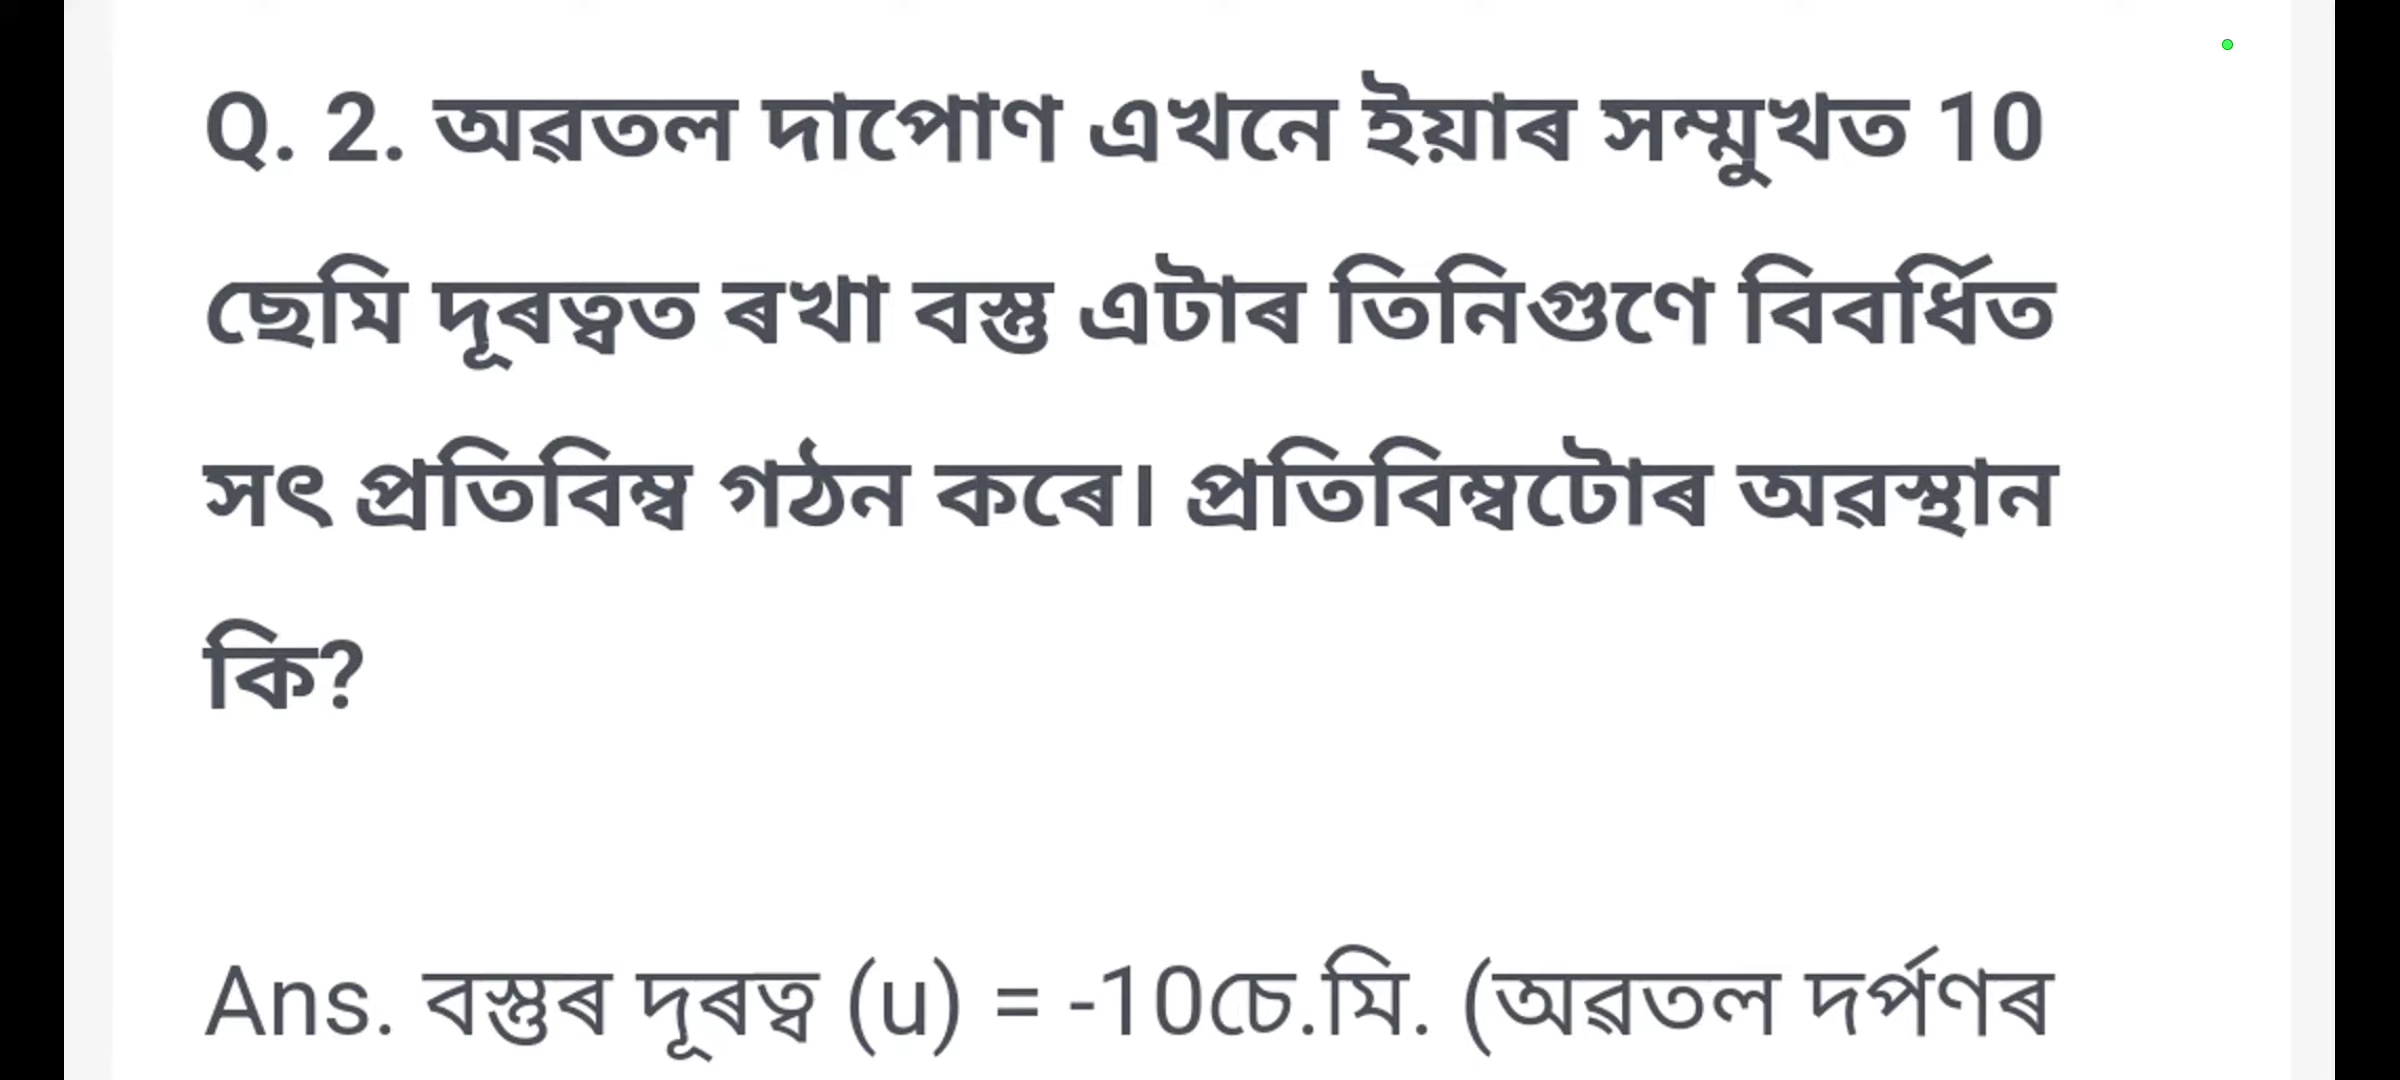 Q. 2. অৱতল দাপোণ এখনে ইয়াৰ সম্মুখত 10
ছেমি দূৰত্বত ৰখা বস্তু এটাৰ তিনিগুণে বিবৰ্ধিত
সৎ প্ৰতিবিম্ব গঠন কৰে। প্ৰতিবিম্বটোৰ অৱস্থান
কি?
Ans. বস্তুৰ দূৰত্ব (u) = -10চে.মি. (অৱতল দৰ্পণৰ